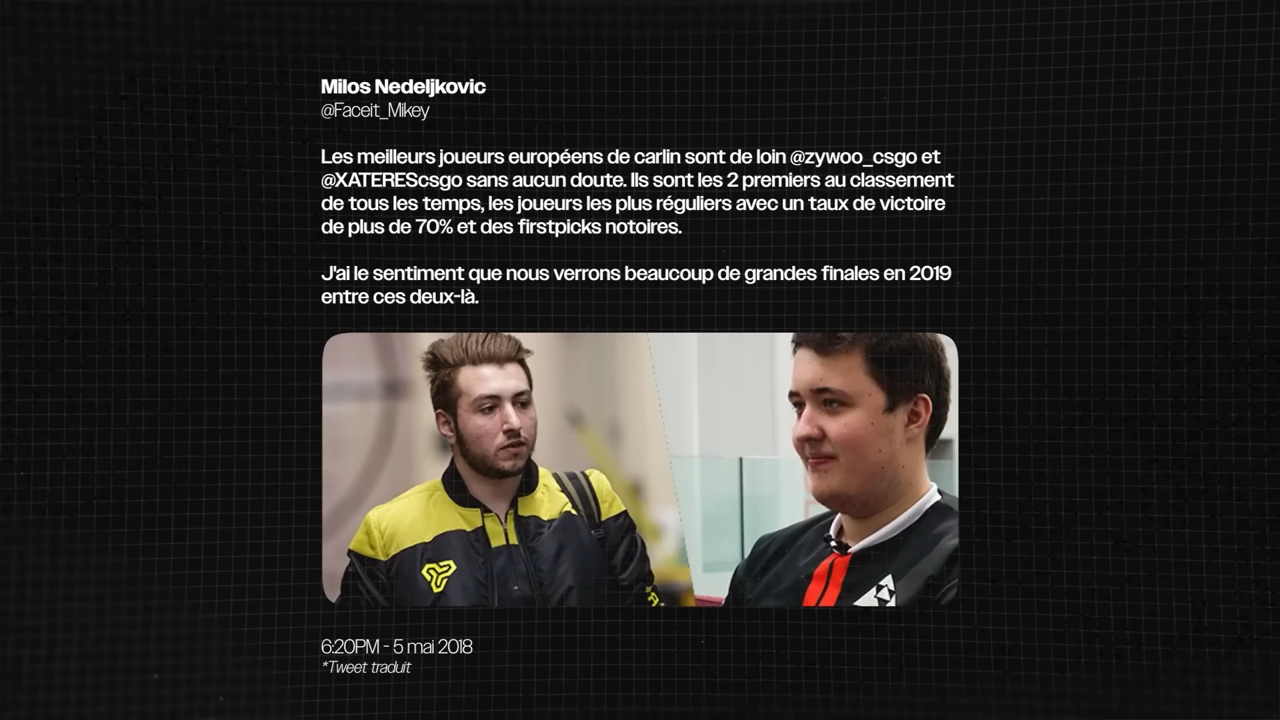 Milos Nedeljkovic
@Faceit_Mikey
Les meilleurs joueurs européens de carlin sont de loin @zywoo_csgo et
@XATEREScsgo sans aucun doute. Ils sont les 2 premiers au classement
de tous les temps, les joueurs les plus réguliers avec un taux de victoire
de plus de 70% et des firstpicks notoires.
J'ai le sentiment que nous verrons beaucoup de grandes finales en 2019
entre ces deux-là.
6:20PM - 5 mai 2018
*Tweet traduit